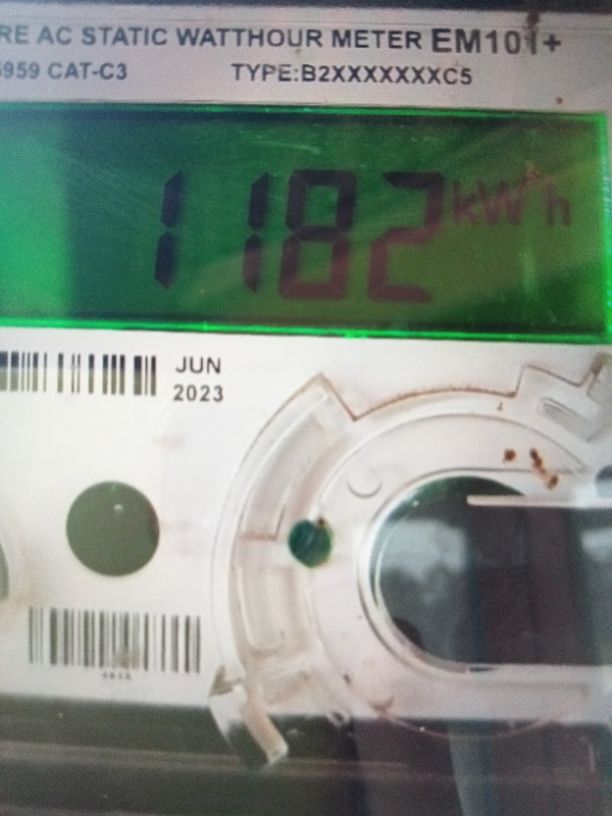 RE AC STATIC WATTHOUR METER EM101+
5959 CAT-C3 TYPE:B2XXXXXXXC5
1182 kWh
JUN
2023